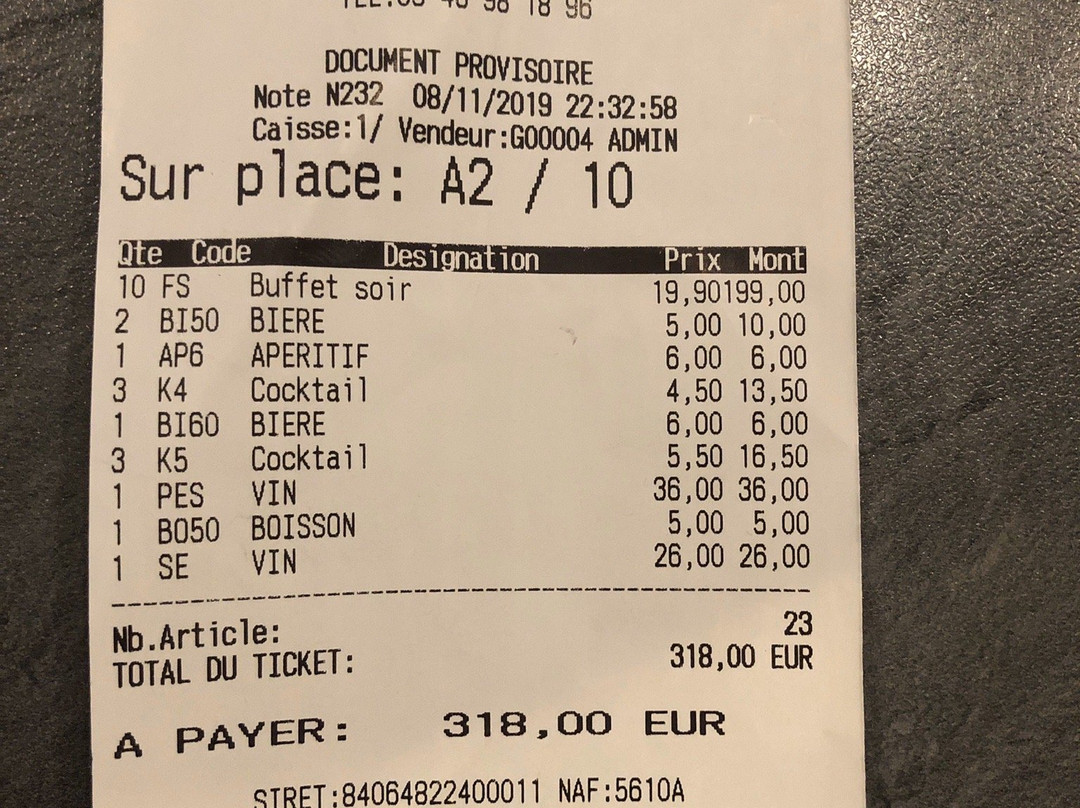 DOCUMENT PROVISOIRE
Note N232 08/11/2019 22:32:58
Caisse:1/ Vendeur:G00004 ADMIN
Sur place: A2 / 10
Qte Code Designation Prix Mont
10 FS Buffet soir 19,90199,00
2 BI50 BIERE 5,00 10,00
1 AP6 APERITIF 6,00 6,00
3 K4 Cocktail 4,50 13,50
1 BI60 BIERE 6,00 6,00
3 K5 Cocktail 5,50 16,50
1 PES VIN 36,00 36,00
1 BO50 BOISSON 5,00 5,00
1 SE VIN 26,00 26,00
Nb.Article: 23
TOTAL DU TICKET: 318,00 EUR
A PAYER: 318,00 EUR
SIRET:84064822400011 NAF:5610A